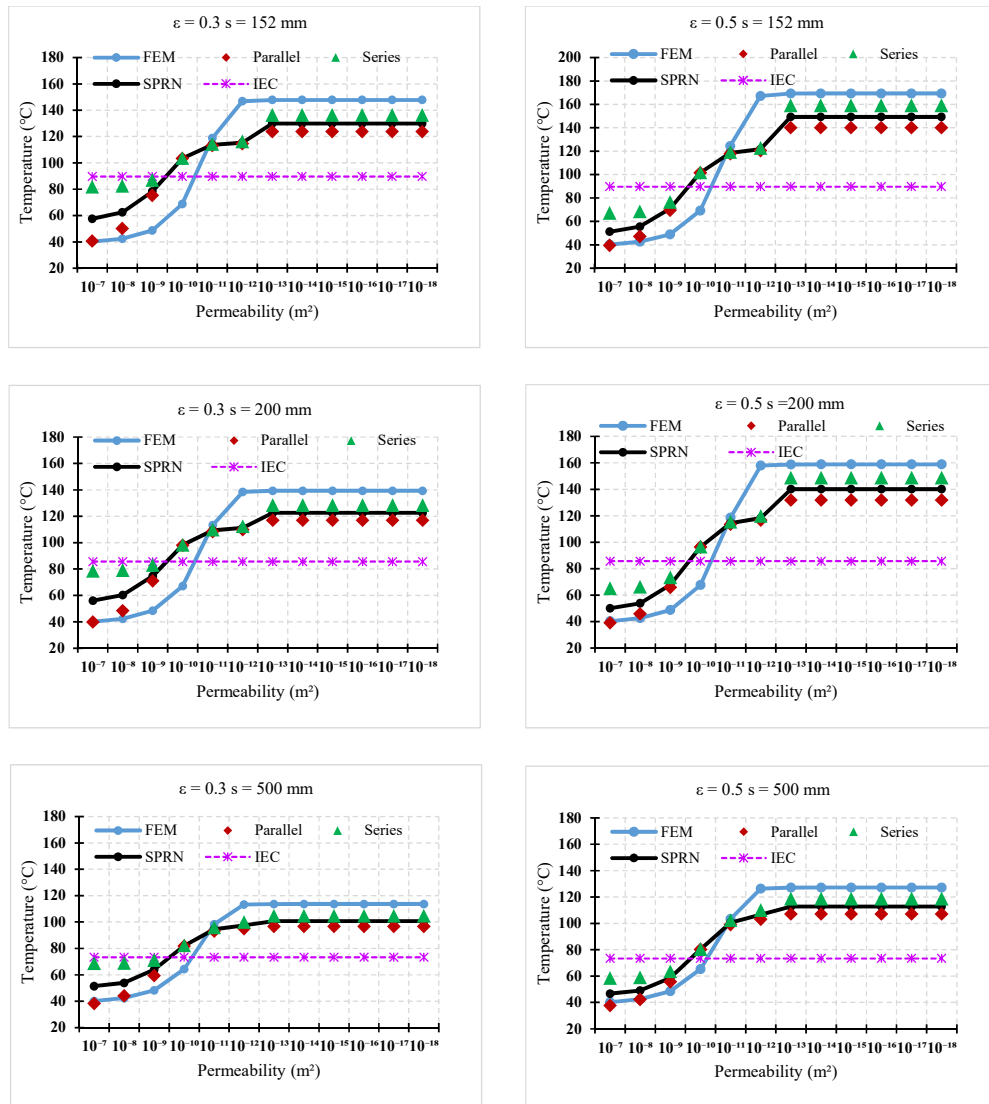 ε = 0.3 s = 152 mm
FEM Parallel Series
SPRN IEC
Temperature (°C)
180
160
140
120
100
80
60
40
20
10⁻⁷ 10⁻⁸ 10⁻⁹ 10⁻¹⁰ 10⁻¹¹ 10⁻¹² 10⁻¹³ 10⁻¹⁴ 10⁻¹⁵ 10⁻¹⁶ 10⁻¹⁷ 10⁻¹⁸
Permeability (m²)
ε = 0.5 s = 152 mm
FEM Parallel Series
SPRN IEC
Temperature (°C)
200
180
160
140
120
100
80
60
40
20
10⁻⁷ 10⁻⁸ 10⁻⁹ 10⁻¹⁰ 10⁻¹¹ 10⁻¹² 10⁻¹³ 10⁻¹⁴ 10⁻¹⁵ 10⁻¹⁶ 10⁻¹⁷ 10⁻¹⁸
Permeability (m²)
ε = 0.3 s = 200 mm
FEM Parallel Series
SPRN IEC
Temperature (°C)
180
160
140
120
100
80
60
40
20
10⁻⁷ 10⁻⁸ 10⁻⁹ 10⁻¹⁰ 10⁻¹¹ 10⁻¹² 10⁻¹³ 10⁻¹⁴ 10⁻¹⁵ 10⁻¹⁶ 10⁻¹⁷ 10⁻¹⁸
Permeability (m²)
ε = 0.5 s =200 mm
FEM Parallel Series
SPRN IEC
Temperature (°C)
180
160
140
120
100
80
60
40
20
10⁻⁷ 10⁻⁸ 10⁻⁹ 10⁻¹⁰ 10⁻¹¹ 10⁻¹² 10⁻¹³ 10⁻¹⁴ 10⁻¹⁵ 10⁻¹⁶ 10⁻¹⁷ 10⁻¹⁸
Permeability (m²)
ε = 0.3 s = 500 mm
FEM Parallel Series
SPRN IEC
Temperature (°C)
180
160
140
120
100
80
60
40
20
10⁻⁷ 10⁻⁸ 10⁻⁹ 10⁻¹⁰ 10⁻¹¹ 10⁻¹² 10⁻¹³ 10⁻¹⁴ 10⁻¹⁵ 10⁻¹⁶ 10⁻¹⁷ 10⁻¹⁸
Permeability (m²)
ε = 0.5 s = 500 mm
FEM Parallel Series
SPRN IEC
Temperature (°C)
180
160
140
120
100
80
60
40
20
10⁻⁷ 10⁻⁸ 10⁻⁹ 10⁻¹⁰ 10⁻¹¹ 10⁻¹² 10⁻¹³ 10⁻¹⁴ 10⁻¹⁵ 10⁻¹⁶ 10⁻¹⁷ 10⁻¹⁸
Permeability (m²)